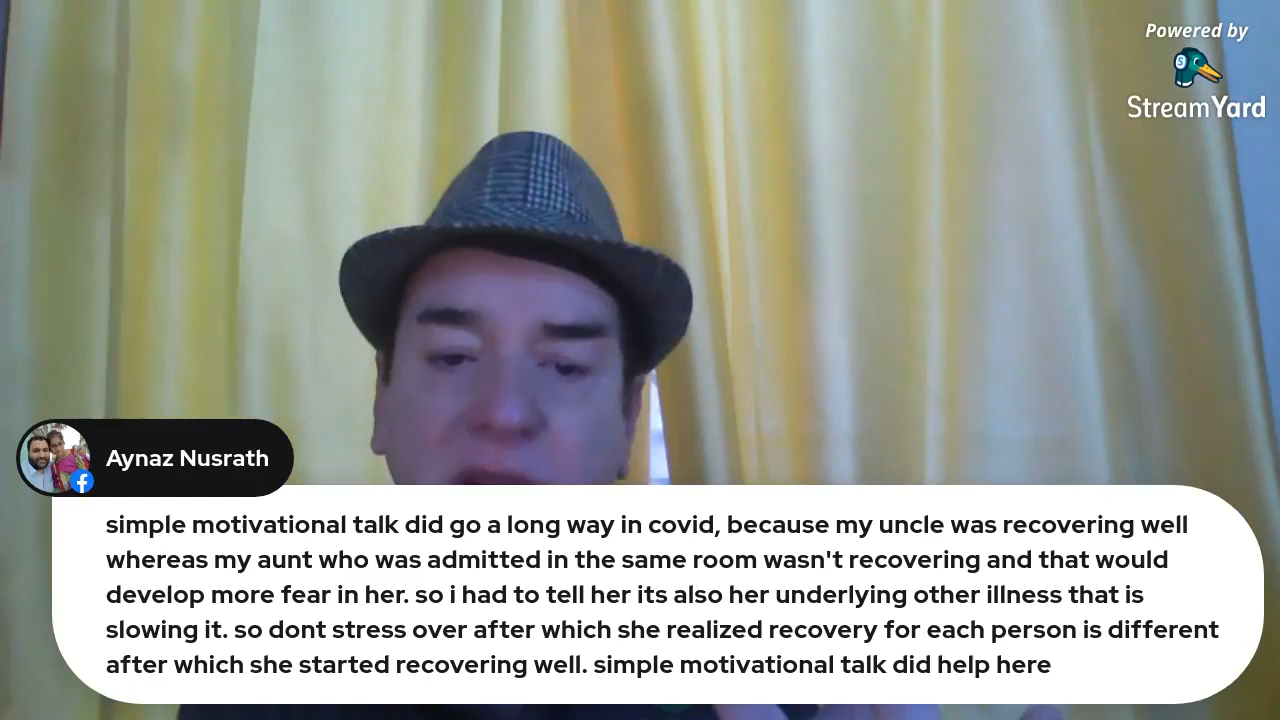 Powered by
StreamYard
Aynaz Nusrath
simple motivational talk did go a long way in covid, because my uncle was recovering well
whereas my aunt who was admitted in the same room wasn't recovering and that would
develop more fear in her. so i had to tell her its also her underlying other illness that is
slowing it. so dont stress over after which she realized recovery for each person is different
after which she started recovering well. simple motivational talk did help here